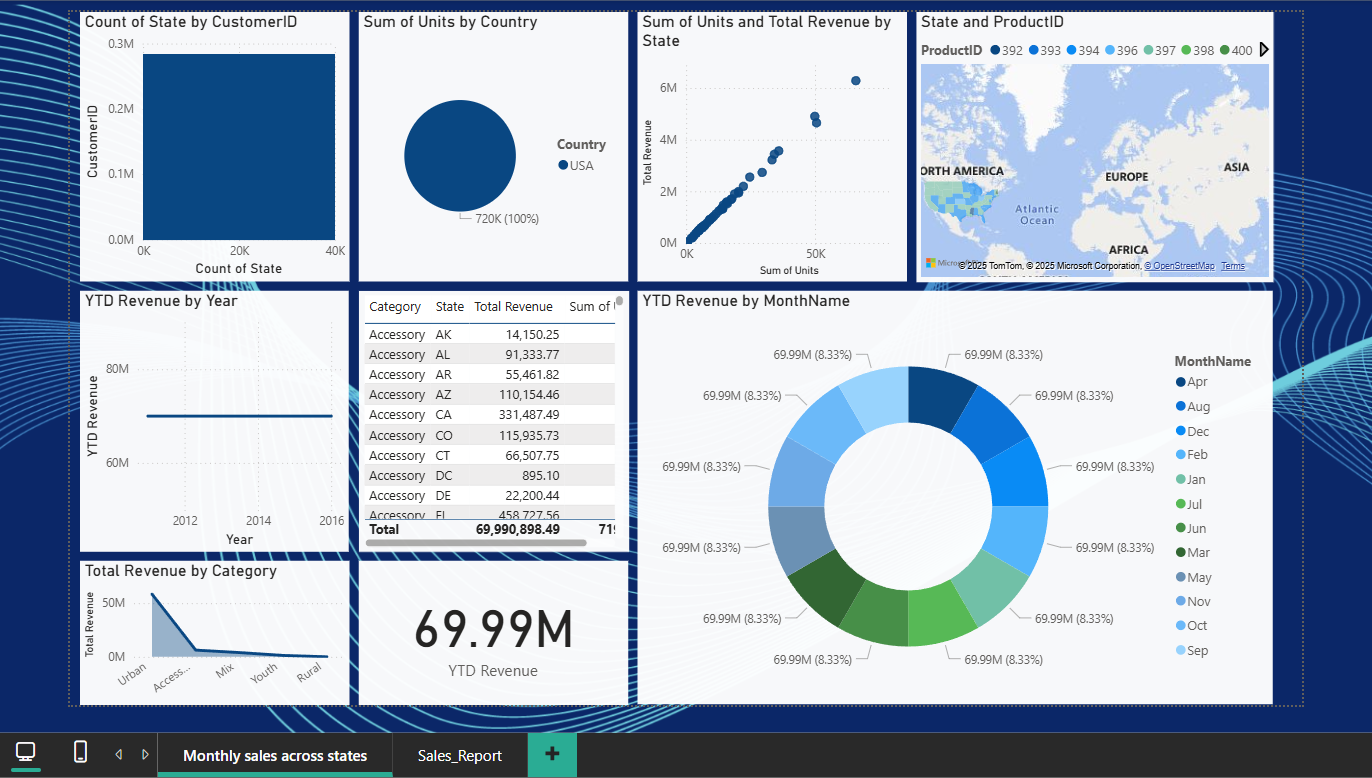 Count of State by CustomerID
0.3M
0.2M
0.1M
0.0M
CustomerID
0K
20K
40K
Count of State
Sum of Units by Country
Country
USA
720K (100%)
Sum of Units and Total Revenue by
State
6M
4M
2M
0M
Total Revenue
0K
50K
Sum of Units
State and ProductID
ProductID 392 393 394 396 397 398 400
ORTH AMERICA
EUROPE
ASIA
Atlantic
Ocean
AFRICA
© 2025 TomTom, © 2025 Microsoft Corporation, © OpenStreetMap Terms
YTD Revenue by Year
80M
60M
YTD Revenue
2012
2014
2016
Year
Category State Total Revenue Sum of
Accessory AK 14,150.25
Accessory AL 91,333.77
Accessory AR 55,461.82
Accessory AZ 110,154.46
Accessory CA 331,487.49
Accessory CO 115,935.73
Accessory CT 66,507.75
Accessory DC 895.10
Accessory DE 22,200.44
Accessory FL 458,727.56
Total 69,990,898.49 719
YTD Revenue by MonthName
69.99M (8.33%)
69.99M (8.33%)
69.99M (8.33%)
69.99M (8.33%)
69.99M (8.33%)
69.99M (8.33%)
69.99M (8.33%)
69.99M (8.33%)
69.99M (8.33%)
69.99M (8.33%)
69.99M (8.33%)
69.99M (8.33%)
MonthName
Apr
Aug
Dec
Feb
Jan
Jul
Jun
Mar
May
Nov
Oct
Sep
Total Revenue by Category
50M
0M
Total Revenue
Urban
Access...
Mix
Youth
Rural
69.99M
YTD Revenue
Monthly sales across states
Sales_Report
+